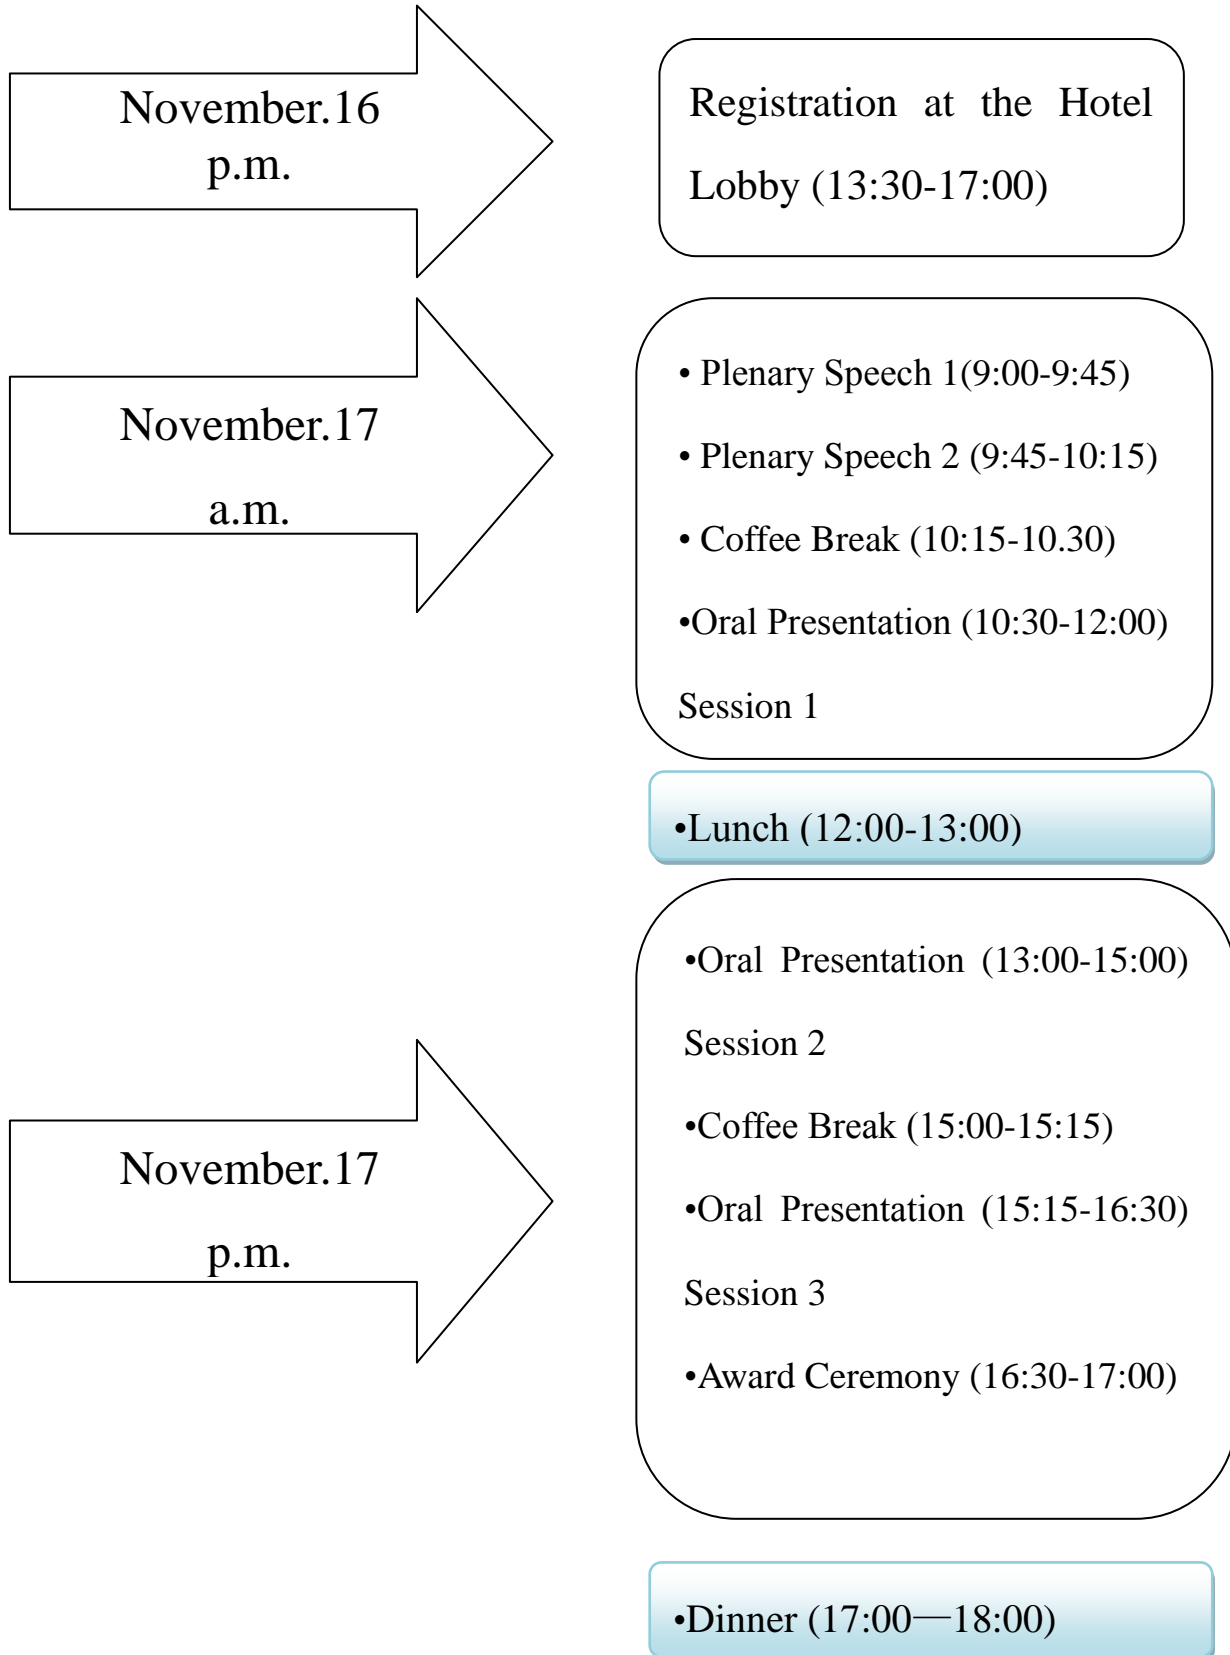 November.16
p.m.
Registration at the Hotel
Lobby (13:30-17:00)
November.17
a.m.
• Plenary Speech 1(9:00-9:45)
• Plenary Speech 2 (9:45-10:15)
• Coffee Break (10:15-10.30)
•Oral Presentation (10:30-12:00)
Session 1
•Lunch (12:00-13:00)
November.17
p.m.
•Oral Presentation (13:00-15:00)
Session 2
•Coffee Break (15:00-15:15)
•Oral Presentation (15:15-16:30)
Session 3
•Award Ceremony (16:30-17:00)
•Dinner (17:00—18:00)